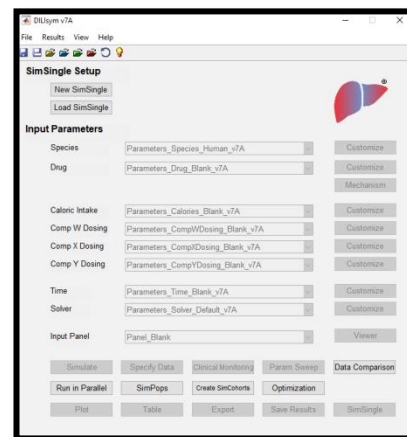 DILIsym v7A
File Results View Help
SimSingle Setup
New SimSingle
Load SimSingle
Input Parameters
Species Parameters_Species_Human_v7A Customize
Drug Parameters_Drug_Blank_v7A Customize
Mechanism
Caloric Intake Parameters_Calories_Blank_v7A Customize
Comp W Dosing Parameters_CompWDosing_Blank_v7A Customize
Comp X Dosing Parameters_CompXDosing_Blank_v7A Customize
Comp Y Dosing Parameters_CompYDosing_Blank_v7A Customize
Time Parameters_Time_Blank_v7A Customize
Solver Parameters_Solver_Default_v7A Customize
Input Panel Panel_Blank Viewer
Simulate Specify Data Clinical Monitoring Param Sweep Data Comparison
Run in Parallel SimPops Create SimCohorts Optimization
Plot Table Export Save Results SimSingle